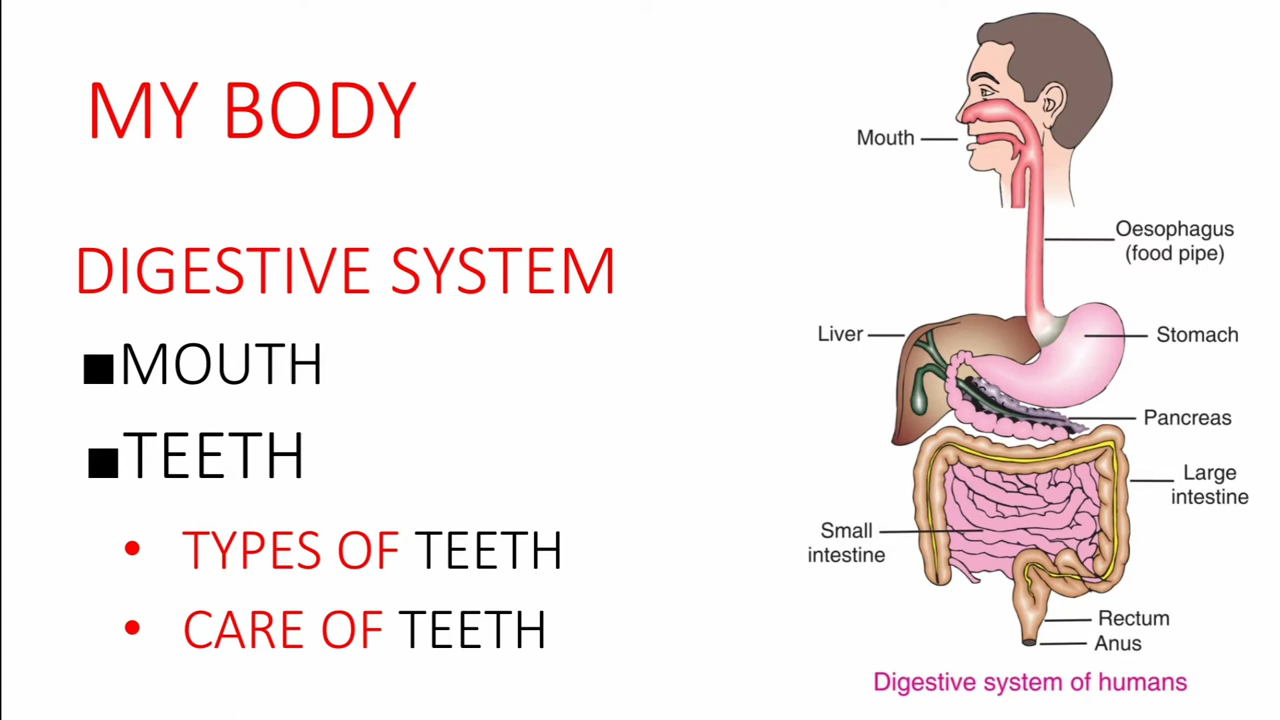 MY BODY
DIGESTIVE SYSTEM
MOUTH
TEETH
TYPES OF TEETH
CARE OF TEETH
Mouth
Oesophagus
(food pipe)
Liver
Stomach
Pancreas
Large
intestine
Small
intestine
Rectum
Anus
Digestive system of humans